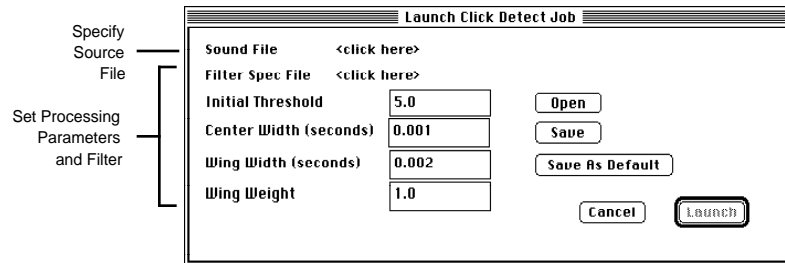 Launch Click Detect Job
Specify
Source
File
Sound File <click here>
Filter Spec File <click here>
Set Processing
Parameters
and Filter
Initial Threshold 5.0 Open
Center Width (seconds) 0.001 Save
Wing Width (seconds) 0.002 Save As Default
Wing Weight 1.0
Cancel Launch